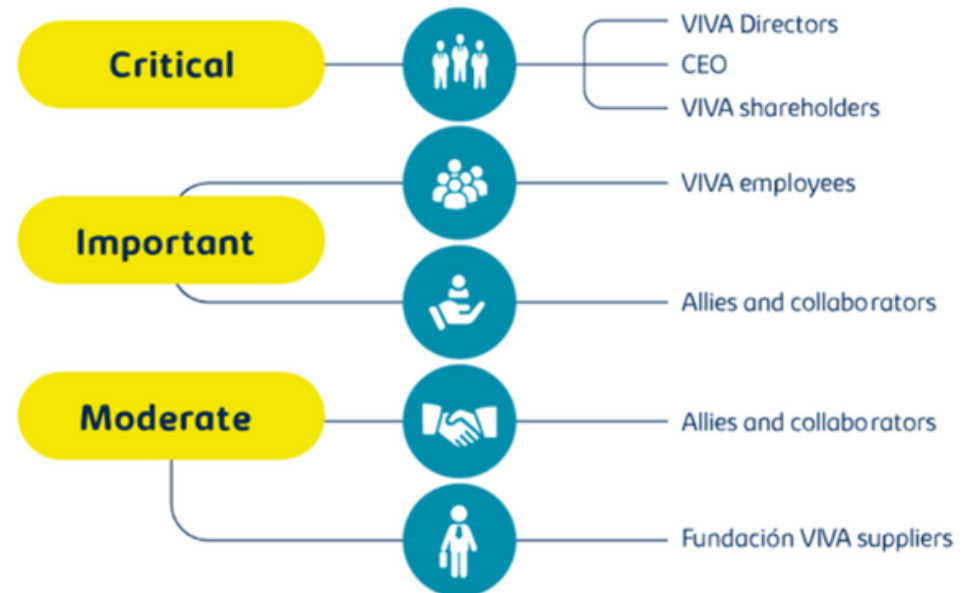 Critical
VIVA Directors
CEO
VIVA shareholders
Important
VIVA employees
Allies and collaborators
Moderate
Allies and collaborators
Fundación VIVA suppliers